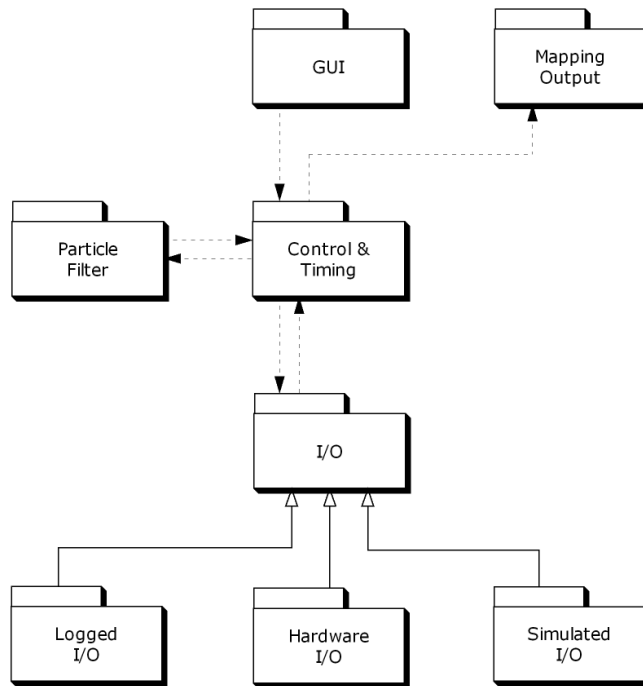 GUI
Mapping
Output
Particle
Filter
Control &
Timing
I/O
Logged
I/O
Hardware
I/O
Simulated
I/O